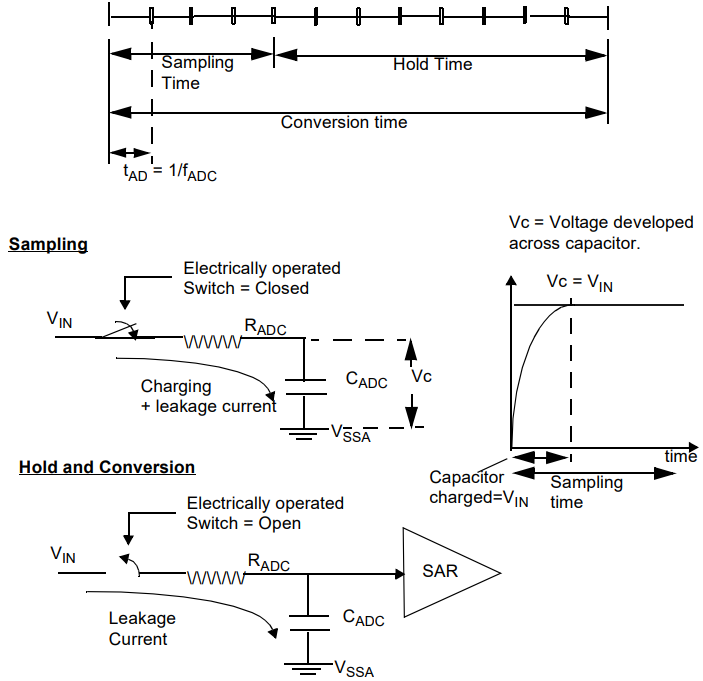 Sampling
Time
Hold Time
Conversion time
tAD = 1/fADC
Vc = Voltage developed
across capacitor.
Sampling
Electrically operated
Switch = Closed
Vc = VIN
VIN
RADC
CADC
Vc
Charging
+ leakage current
VSSA
time
Capacitor
charged=VIN
Sampling
time
Hold and Conversion
Electrically operated
Switch = Open
VIN
RADC
SAR
CADC
Leakage
Current
VSSA